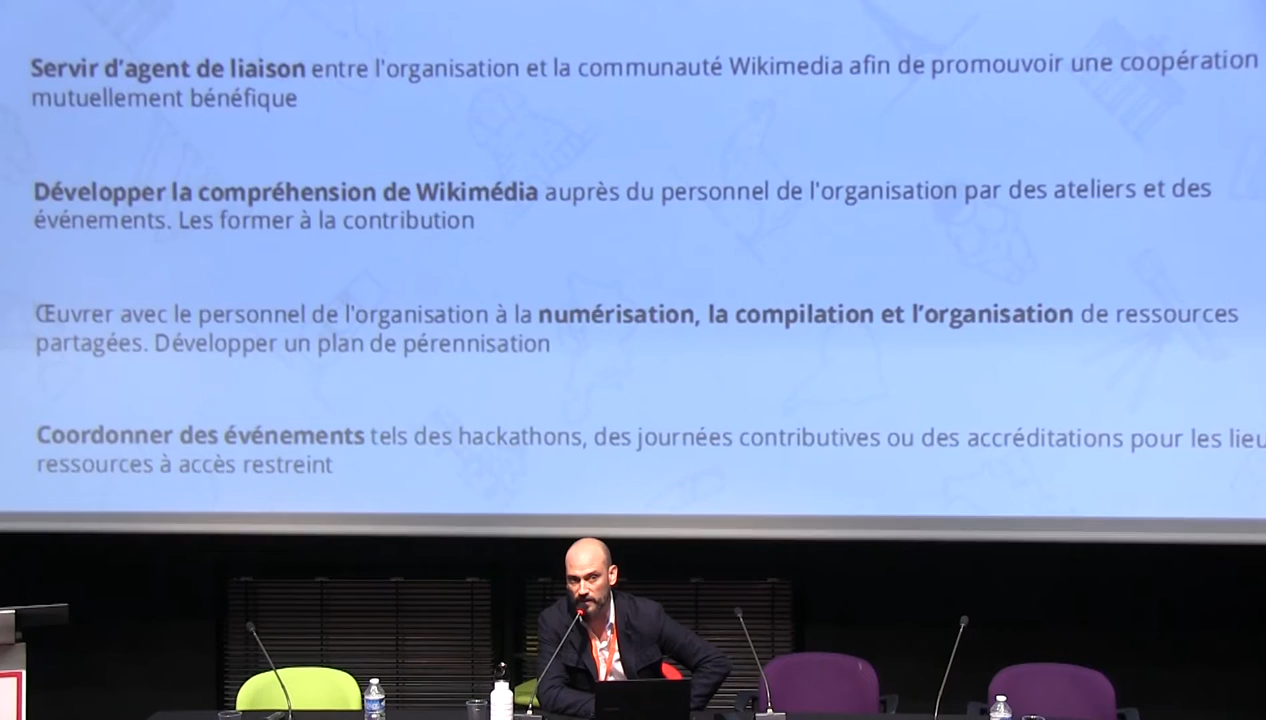 Servir d'agent de liaison entre l'organisation et la communauté Wikimedia afin de promouvoir une coopération
mutuellement bénéfique
Développer la compréhension de Wikimédia auprès du personnel de l'organisation par des ateliers et des
événements. Les former à la contribution
Œuvrer avec le personnel de l'organisation à la numérisation, la compilation et l'organisation de ressources
partagées. Développer un plan de pérennisation
Coordonner des événements tels des hackathons, des journées contributives ou des accréditations pour les
ressources à accès restreint